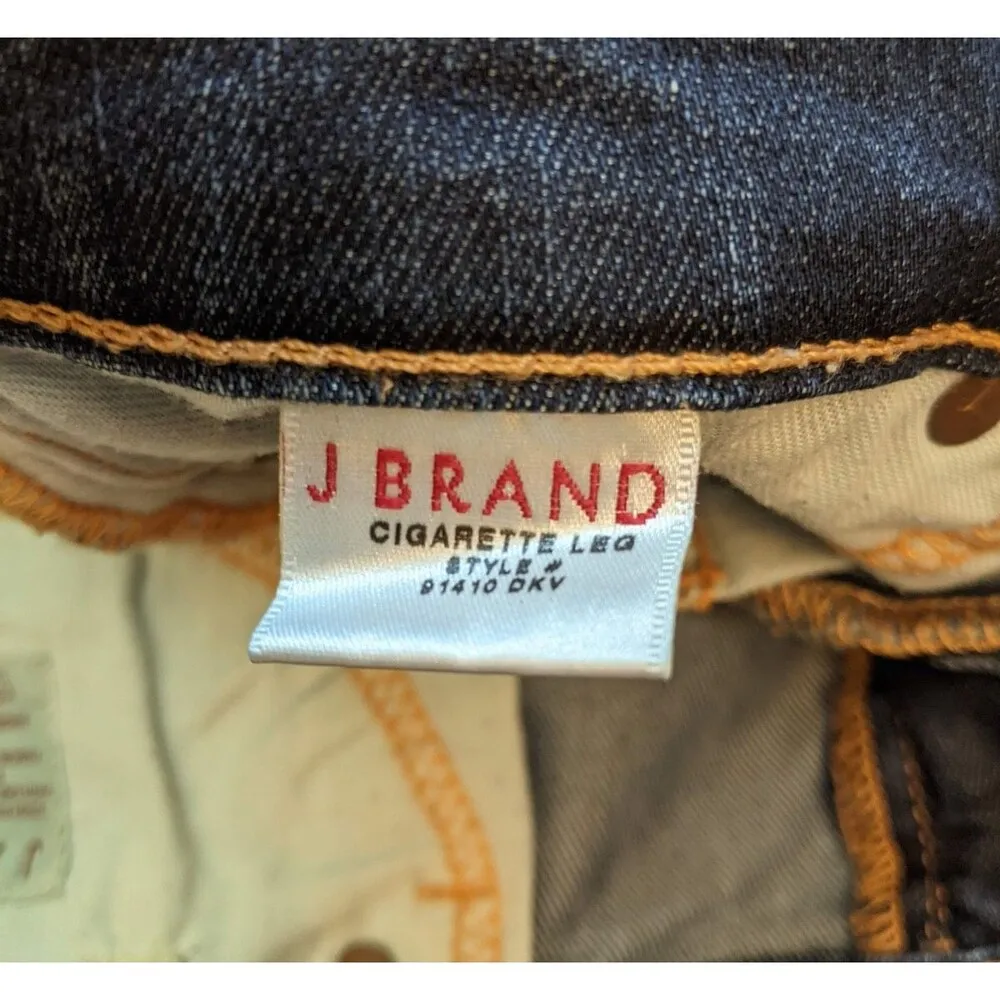 J BRAND
CIGARETTE LEG
STYLE #
91410 DKV